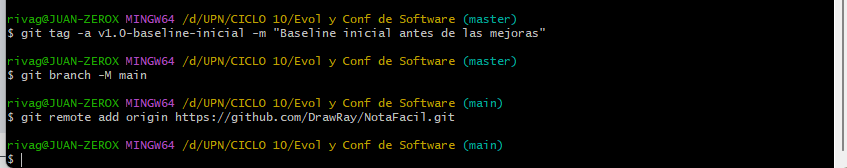 rivag@JUAN-ZEROX MINGW64 /d/UPN/CICLO 10/Evol y Conf de Software (master)
$ git tag -a v1.0-baseline-inicial -m "Baseline inicial antes de las mejoras"
rivag@JUAN-ZEROX MINGW64 /d/UPN/CICLO 10/Evol y Conf de Software (master)
$ git branch -M main
rivag@JUAN-ZEROX MINGW64 /d/UPN/CICLO 10/Evol y Conf de Software (main)
$ git remote add origin https://github.com/DrawRay/NotaFacil.git
rivag@JUAN-ZEROX MINGW64 /d/UPN/CICLO 10/Evol y Conf de Software (main)
$